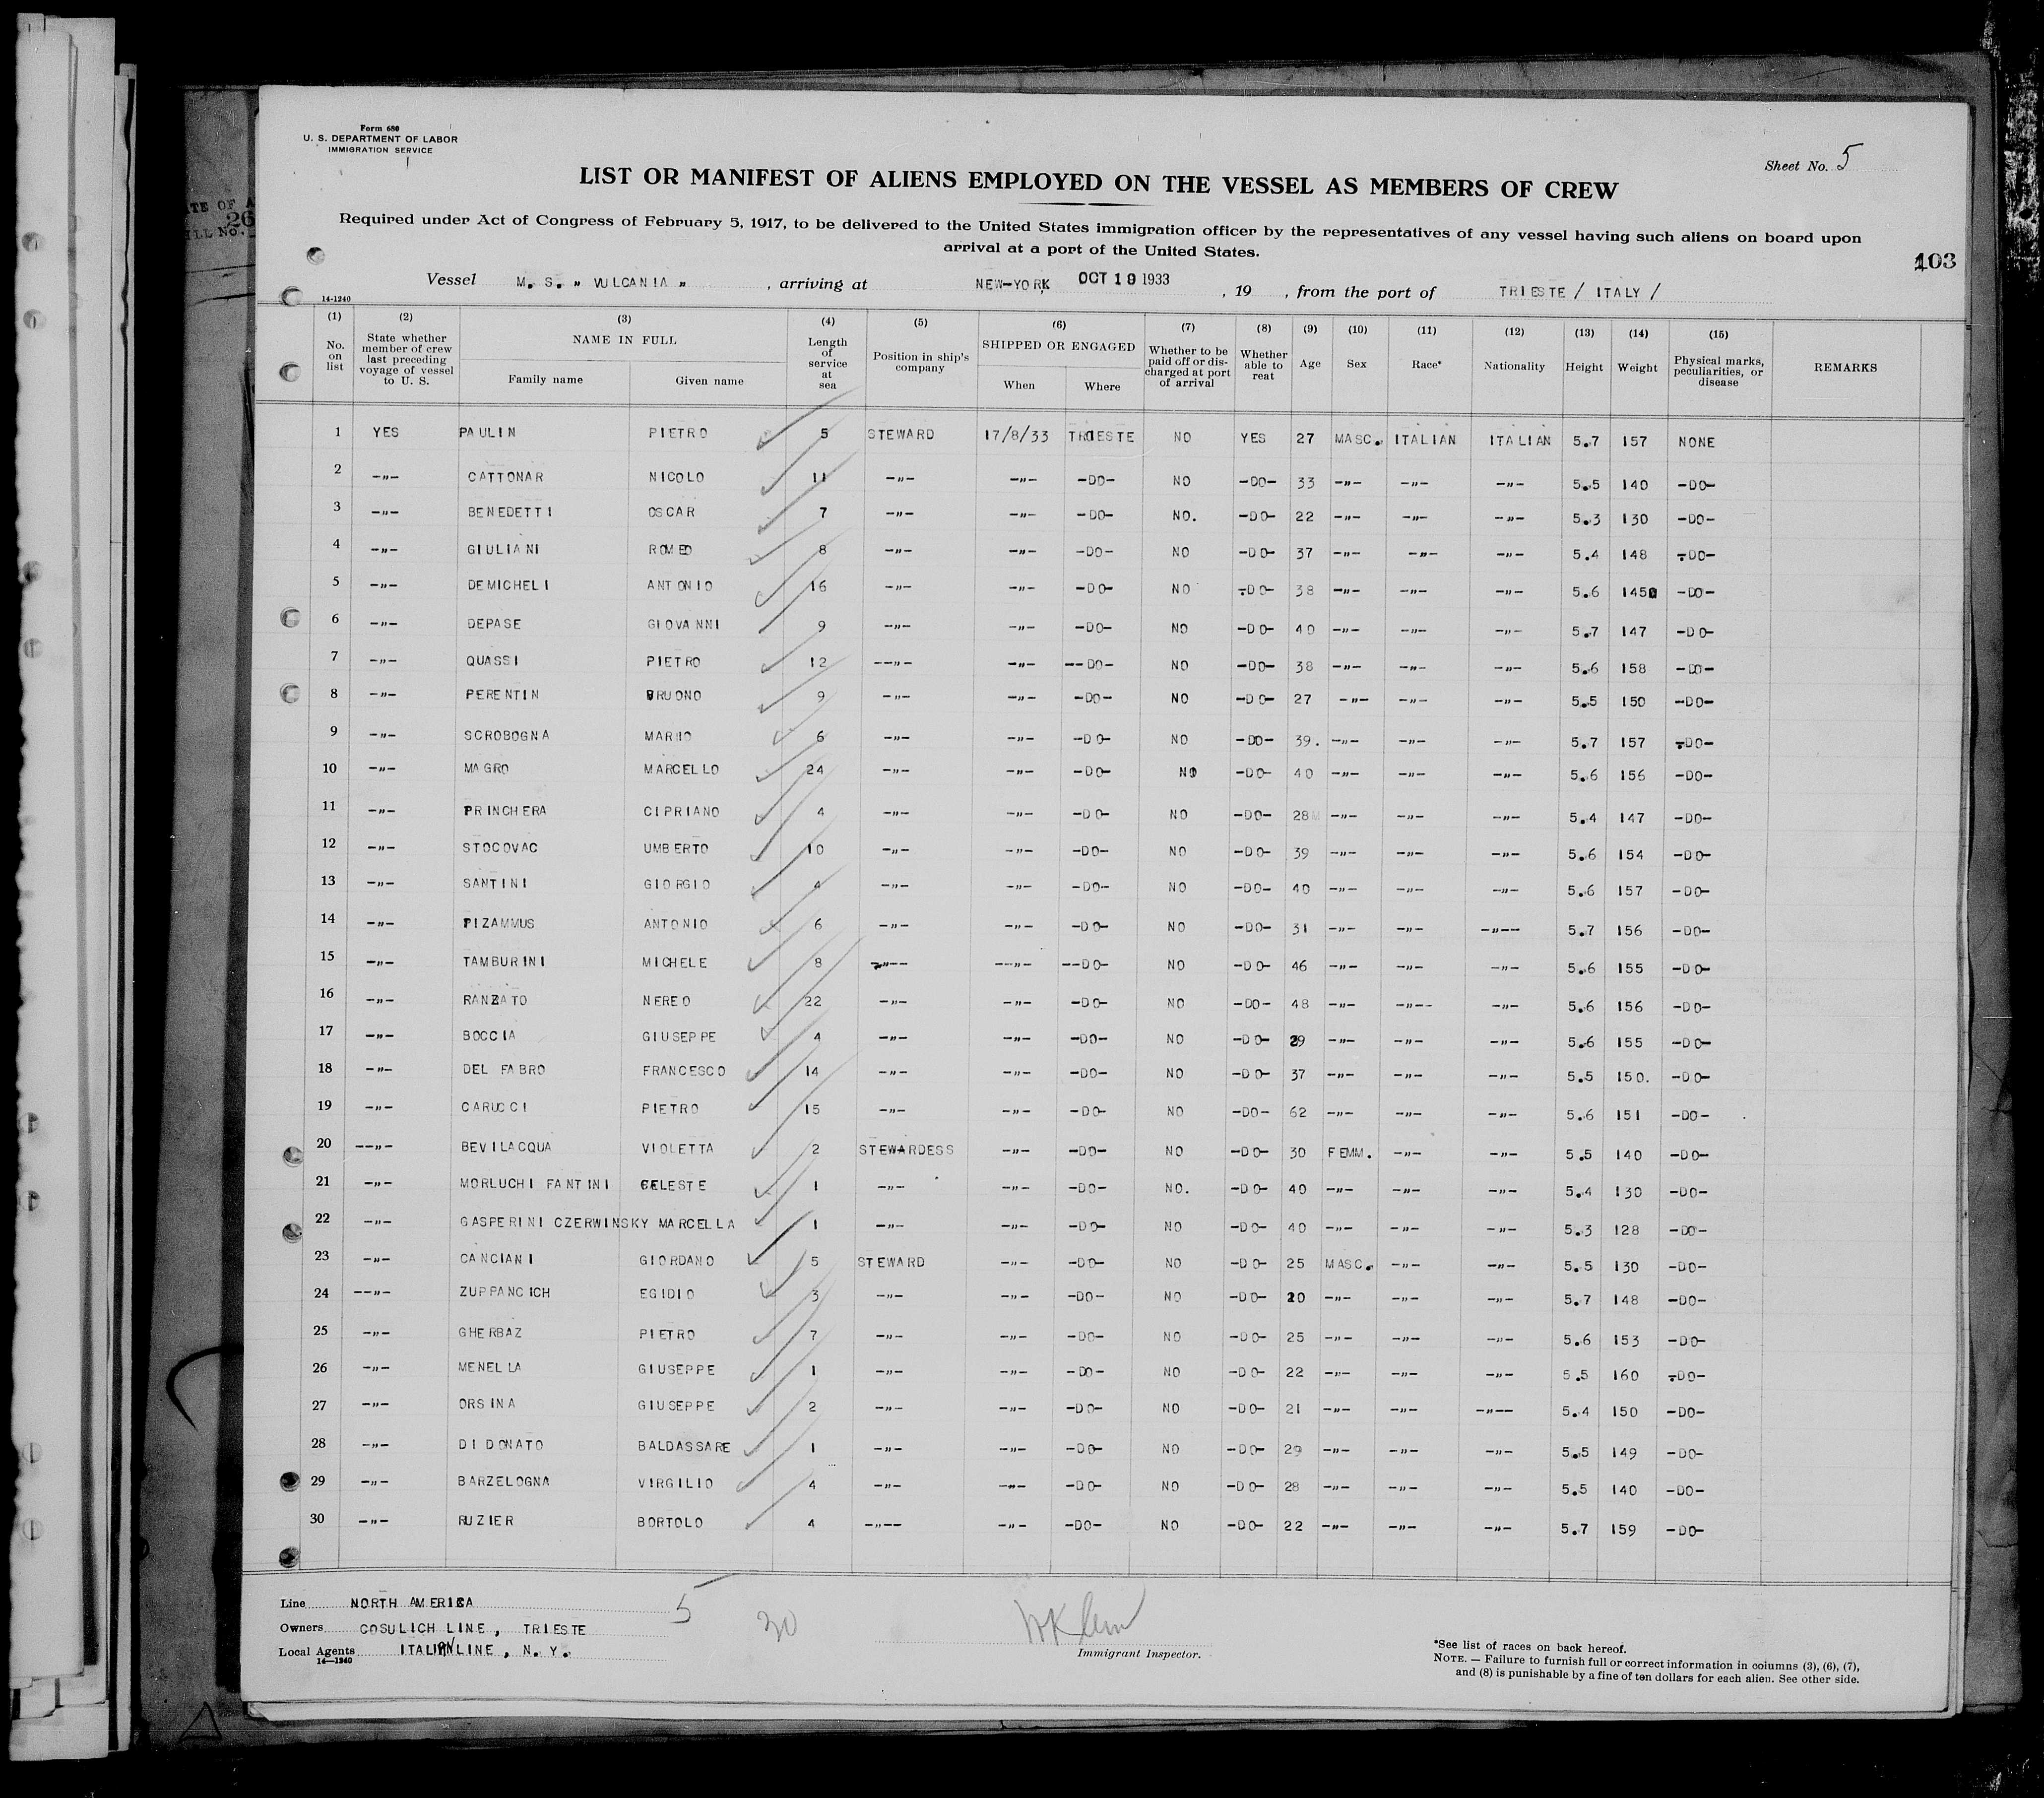 Form 680
U. S. DEPARTMENT OF LABOR
IMMIGRATION SERVICE
Sheet No. 5
LIST OR MANIFEST OF ALIENS EMPLOYED ON THE VESSEL AS MEMBERS OF CREW
Required under Act of Congress of February 5, 1917, to be delivered to the United States immigration officer by the representatives of any vessel having such aliens on board upon
arrival at a port of the United States.
103
Vessel M. S. " VULCANIA " , arriving at NEW-YORK OCT 19 1933 , 19 , from the port of TRIESTE / ITALY /
14-1240
(1) No. on list (2) State whether member of crew last preceding voyage of vessel to U. S. (3) NAME IN FULL Family name Given name (4) Length of service at sea (5) Position in ship's company (6) SHIPPED OR ENGAGED When Where (7) Whether to be paid off or discharged at port of arrival (8) Whether able to reat (9) Age (10) Sex (11) Race* (12) Nationality (13) Height (14) Weight (15) Physical marks, peculiarities, or disease REMARKS
1 YES PAULIN PIETRO 5 STEWARD 17/8/33 TRIESTE NO YES 27 MASC. ITALIAN ITALIAN 5.7 157 NONE
2 -"- CATTONAR NICOLO 11 -"- -"- -DO- NO -DO- 33 -"- -"- -"- 5.5 140 -DO-
3 -"- BENEDETTI OSCAR 7 -"- -"- -DO- NO. -DO- 22 -"- -"- -"- 5.3 130 -DO-
4 -"- GIULIANI ROMEO 8 -"- -"- -DO- NO -DO- 37 -"- -"- -"- 5.4 148 -DO-
5 -"- DEMICHELI ANTONIO 16 -"- -"- -DO- NO -DO- 38 -"- -"- -"- 5.6 145 -DO-
6 -"- DEPASE GIOVANNI 9 -"- -"- -DO- NO -DO- 40 -"- -"- -"- 5.7 147 -DO-
7 -"- QUASSI PIETRO 12 --"- -"- --DO- NO -DO- 38 -"- -"- -"- 5.6 158 -DO-
8 -"- PERENTIN BRUONO 9 -"- -"- -DO- NO -DO- 27 -"- -"- -"- 5.5 150 -DO-
9 -"- SCROBOGNA MARIO 6 -"- -"- -DO- NO -DO- 39. -"- -"- -"- 5.7 157 -DO-
10 -"- MAGRO MARCELLO 24 -"- -"- -DO- NO -DO- 40 -"- -"- -"- 5.6 156 -DO-
11 -"- PRINCHERA CIPRIANO 4 -"- -"- -DO- NO -DO- 28 -"- -"- -"- 5.4 147 -DO-
12 -"- STOCOVAC UMBERTO 10 -"- -"- -DO- NO -DO- 39 -"- -"- -"- 5.6 154 -DO-
13 -"- SANTINI GIORGIO 4 -"- -"- -DO- NO -DO- 40 -"- -"- -"- 5.6 157 -DO-
14 -"- PIZAMMUS ANTONIO 6 -"- -"- -DO- NO -DO- 31 -"- -"- -"-- 5.7 156 -DO-
15 -"- TAMBURINI MICHELE 8 -"-- --"- --DO- NO -DO- 46 -"- -"- -"- 5.6 155 -DO-
16 -"- RANZATO NEREO 22 -"- -"- -DO- NO -DO- 48 -"- -"-- -"- 5.6 156 -DO-
17 -"- BOCCIA GIUSEPPE 4 -"- -"- -DO- NO -DO- 29 -"- -"- -"- 5.6 155 -DO-
18 -"- DEL FABRO FRANCESCO 14 -"- -"- -DO- NO -DO- 37 -"- -"- -"- 5.5 150. -DO-
19 -"- CARUCCI PIETRO 15 -"- -"- -DO- NO -DO- 62 -"- -"- -"- 5.6 151 -DO-
20 --"- BEVILACQUA VIOLETTA 2 STEWARDESS -"- -DO- NO -DO- 30 FEMM. -"- -"- 5.5 140 -DO-
21 -"- MORLUCHI FANTINI CELESTE 1 -"- -"- -DO- NO. -DO- 40 -"- -"- -"- 5.4 130 -DO-
22 -"- GASPERINI CZERWINSKY MARCELLA 1 -"- -"- -DO- NO -DO- 40 -"- -"- -"- 5.3 128 -DO-
23 -"- CANCIANI GIORDANO 5 STEWARD -"- -DO- NO -DO- 25 MASC. -"- -"- 5.5 130 -DO-
24 --"- ZUPPANCICH EGIDIO 3 -"- -"- -DO- NO -DO- 20 -"- -"- -"- 5.7 148 -DO-
25 -"- GHERBAZ PIETRO 7 -"- -"- -DO- NO -DO- 25 -"- -"- -"- 5.6 153 -DO-
26 -"- MENELLA GIUSEPPE 1 -"- -"- -DO- NO -DO- 22 -"- -"- -"- 5.5 160 -DO-
27 -"- ORSINA GIUSEPPE 2 -"- -"- -DO- NO -DO- 21 -"- -"- -"-- 5.4 150 -DO-
28 -"- DI DONATO BALDASSARE 1 -"- -"- -DO- NO -DO- 29 -"- -"- -"- 5.5 149 -DO-
29 -"- BARZELOGNA VIRGILIO 4 -"- -"- -DO- NO -DO- 28 -"- -"- -"- 5.5 140 -DO-
30 -"- RUZIER BORTOLO 4 -"-- -"- -DO- NO -DO- 22 -"- -"- -"- 5.7 159 -DO-
Line NORTH AMERICA 5
Owners COSULICH LINE, TRIESTE 30
Local Agents ITALIAN LINE, N. Y.
14-1240
Immigrant Inspector.
*See list of races on back hereof.
NOTE. — Failure to furnish full or correct information in columns (3), (6), (7),
and (8) is punishable by a fine of ten dollars for each alien. See other side.